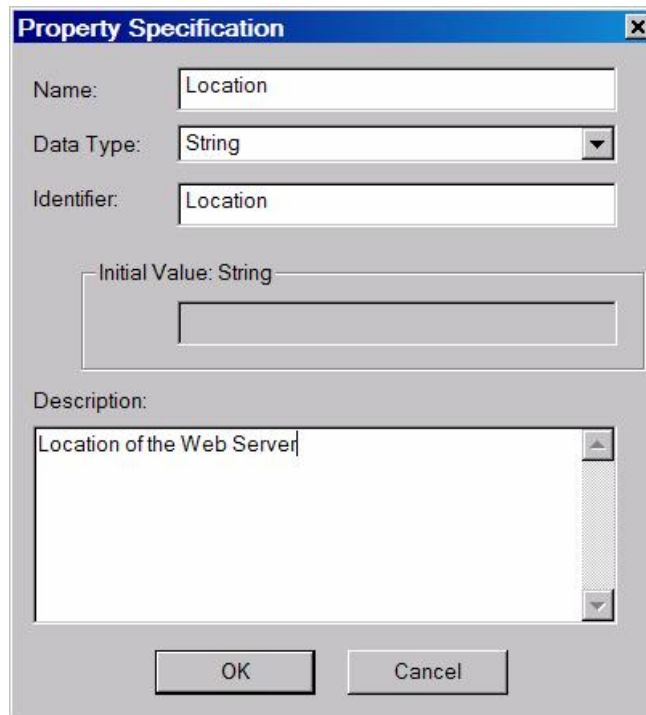 Property Specification
Name: Location
Data Type: String
Identifier: Location
Initial Value: String
Description:
Location of the Web Server
OK Cancel